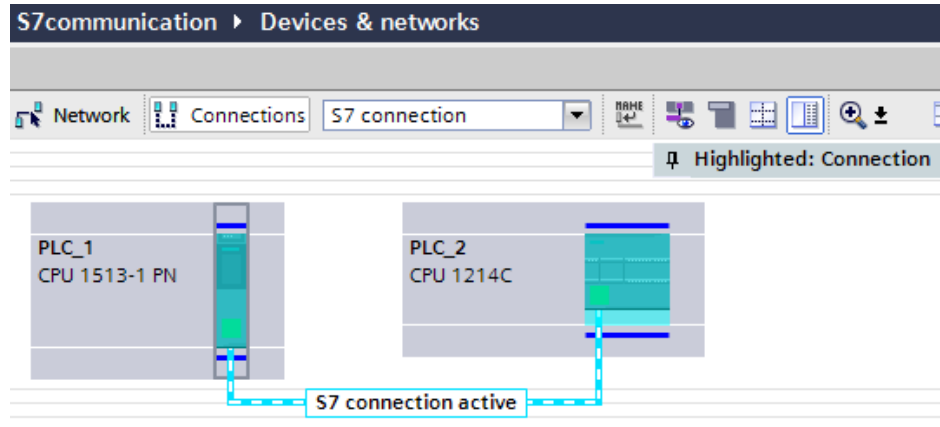 S7communication ▸ Devices & networks
Network Connections S7 connection NAME
Highlighted: Connection
PLC_1
CPU 1513-1 PN
PLC_2
CPU 1214C
S7 connection active